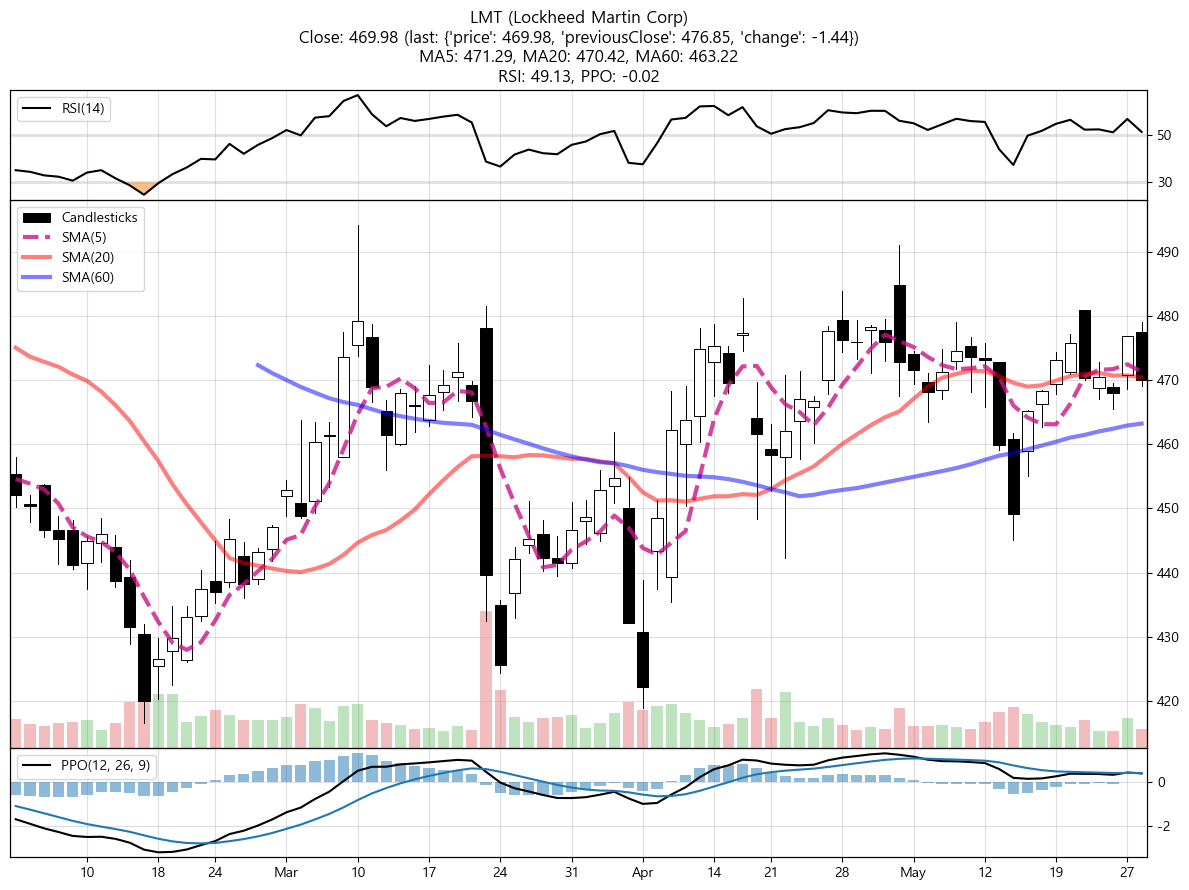 LMT (Lockheed Martin Corp)
Close: 469.98 (last: {'price': 469.98, 'previousClose': 476.85, 'change': -1.44})
MA5: 471.29, MA20: 470.42, MA60: 463.22
RSI: 49.13, PPO: -0.02
RSI(14)
50
30
Candlesticks
SMA(5)
SMA(20)
SMA(60)
490
480
470
460
450
440
430
420
PPO(12, 26, 9)
0
-2
10 18 24 Mar 10 17 24 31 Apr 14 21 28 May 12 19 27